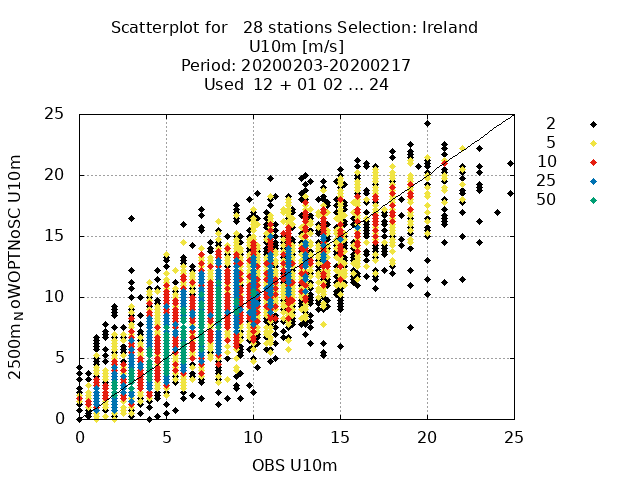 Scatterplot for 28 stations Selection: Ireland
U10m [m/s]
Period: 20200203-20200217
Used 12 + 01 02 ... 24
2
5
10
25
50
25
20
15
10
5
0
2500m_NoWOPTNoSC U10m
0 5 10 15 20 25
OBS U10m